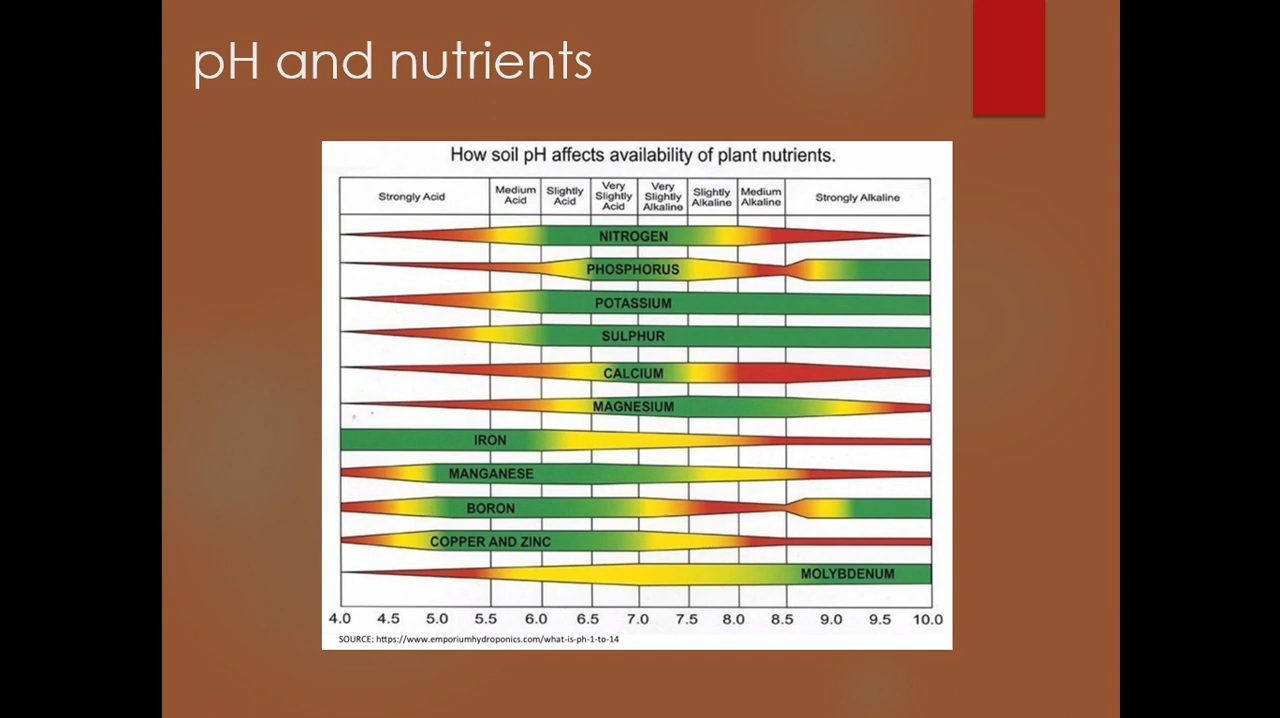 pH and nutrients
How soil pH affects availability of plant nutrients.
Strongly Acid
Medium
Acid
Slightly
Acid
Very
Slightly
Acid
Very
Slightly
Alkaline
Slightly
Alkaline
Medium
Alkaline
Strongly Alkaline
NITROGEN
PHOSPHORUS
POTASSIUM
SULPHUR
CALCIUM
MAGNESIUM
IRON
MANGANESE
BORON
COPPER AND ZINC
MOLYBDENUM
4.0 4.5 5.0 5.5 6.0 6.5 7.0 7.5 8.0 8.5 9.0 9.5 10.0
SOURCE: https://www.emporiumhydroponics.com/what-is-ph-1-to-14